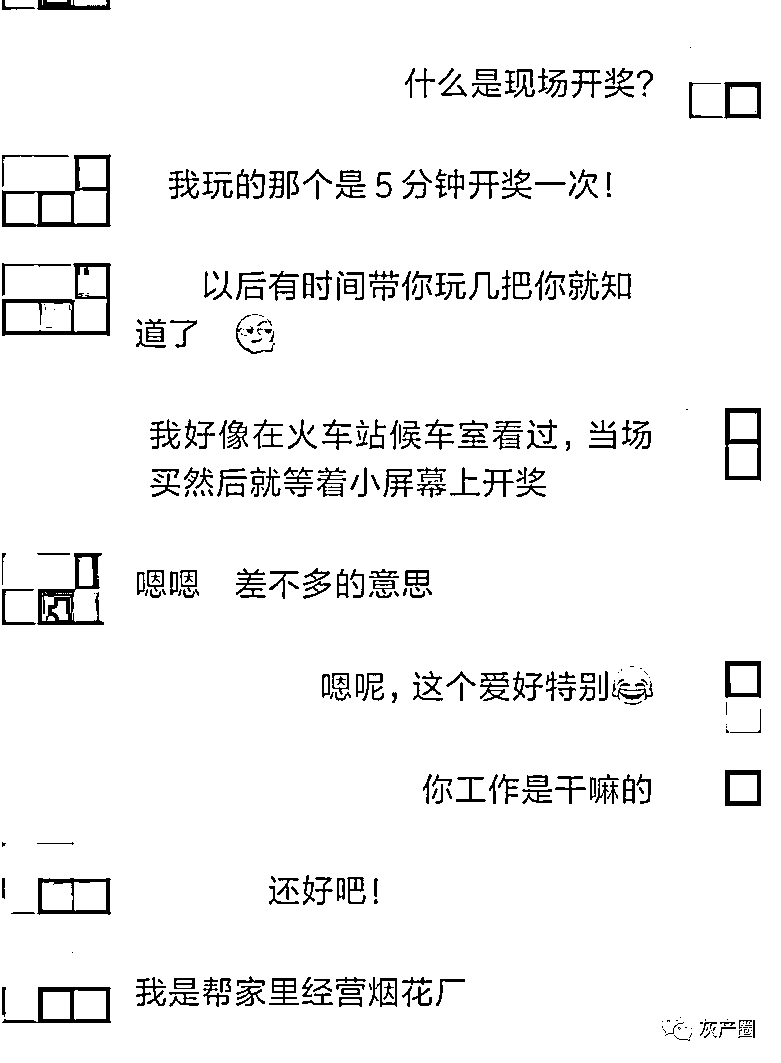 什么是现场开奖?
我玩的那个是5分钟开奖一次!
以后有时间带你玩几把你就知
道了
我好像在火车站候车室看过,当场
买然后就等着小屏幕上开奖
嗯嗯 差不多的意思
嗯呢,这个爱好特别
你工作是干嘛的
还好吧!
我是帮家里经营烟花厂
灰产圈